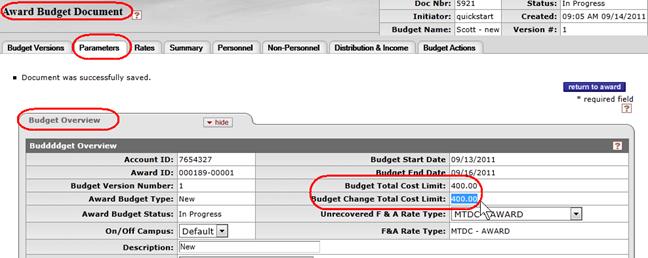 Award Budget Document ?
Doc Nbr: 5921 Status: In Progress
Initiator: quickstart Created: 09:05 AM 09/14/2011
Budget Name: Scott - new Version #: 1
Budget Versions Parameters Rates Summary Personnel Non-Personnel Distribution & Income Budget Actions
Document was successfully saved.
return to award
* required field
?
Budget Overview hide
Buddddget Overview ?
Account ID: 7654327 Budget Start Date 09/13/2011
Award ID: 000189-00001 Budget End Date 09/16/2011
Budget Version Number: 1 Budget Total Cost Limit: 400.00
Award Budget Type: New Budget Change Total Cost Limit: 400.00
Award Budget Status: In Progress Unrecovered F & A Rate Type: MTDC - AWARD
On/Off Campus: Default F&A Rate Type: MTDC - AWARD
Description: New